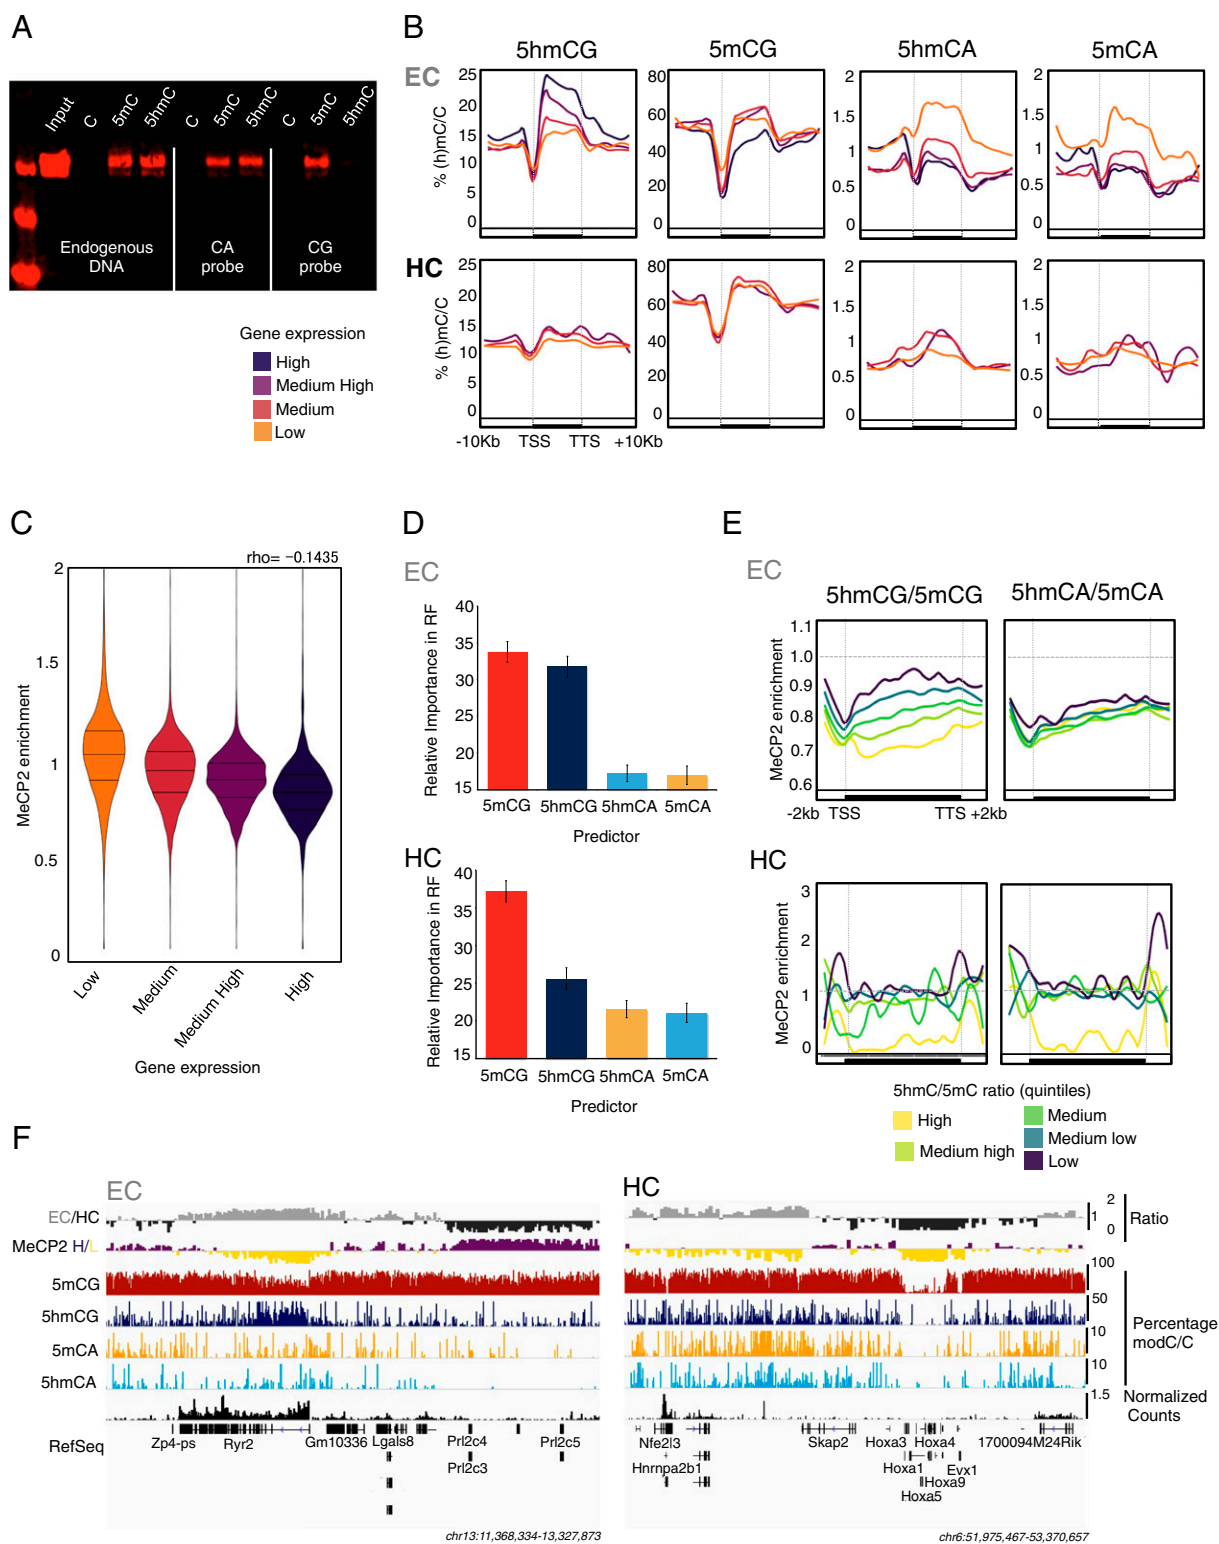 A
Input
C
5mC
5hmC
C
5mC
5hmC
C
5mC
5hmC
Endogenous
DNA
CA
probe
CG
probe
Gene expression
High
Medium High
Medium
Low
B
5hmCG
5mCG
5hmCA
5mCA
EC
% (h)mC/C
25
20
15
10
5
0
80
60
40
20
0
2
1.5
1
0.5
0
2
1.5
1
0.5
0
HC
% (h)mC/C
25
20
15
10
5
0
80
60
40
20
0
2
1.5
1
0.5
0
2
1.5
1
0.5
0
-10Kb TSS TTS +10Kb
C
rho= -0.1435
MeCP2 enrichment
2
1.5
1
0.5
0
Low
Medium
Medium High
High
Gene expression
D
EC
Relative Importance in RF
40
35
30
25
20
15
5mCG 5hmCG 5hmCA 5mCA
Predictor
HC
Relative Importance in RF
40
35
30
25
20
15
5mCG 5hmCG 5hmCA 5mCA
Predictor
E
EC
5hmCG/5mCG
5hmCA/5mCA
MeCP2 enrichment
1.1
1.0
0.9
0.8
0.7
0.6
-2kb TSS TTS +2kb
HC
MeCP2 enrichment
3
2
1
0
5hmC/5mC ratio (quintiles)
High
Medium high
Medium
Medium low
Low
F
EC
HC
EC/HC
MeCP2 H/L
5mCG
5hmCG
5mCA
5hmCA
RefSeq
Zp4-ps
Ryr2
Gm10336
Lgals8
Prl2c4
Prl2c3
Prl2c5
chr13:11,368,334-13,327,873
Nfe2l3
Hnrnpa2b1
Skap2
Hoxa3
Hoxa4
Hoxa1
Hoxa9
Hoxa5
Evx1
1700094M24Rik
chr6:51,975,467-53,370,657
2
1
0
Ratio
100
50
10
10
Percentage
modC/C
1.5
Normalized
Counts